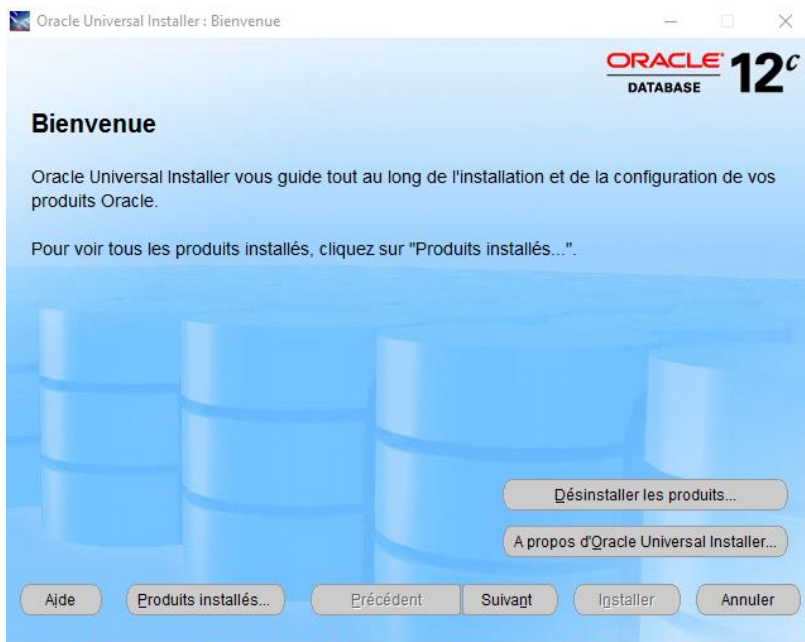 Oracle Universal Installer : Bienvenue
ORACLE
DATABASE
12c
Bienvenue
Oracle Universal Installer vous guide tout au long de l'installation et de la configuration de vos
produits Oracle.
Pour voir tous les produits installés, cliquez sur "Produits installés...".
Désinstaller les produits...
A propos d'Oracle Universal Installer...
Aide
Produits installés...
Précédent
Suivant
Installer
Annuler